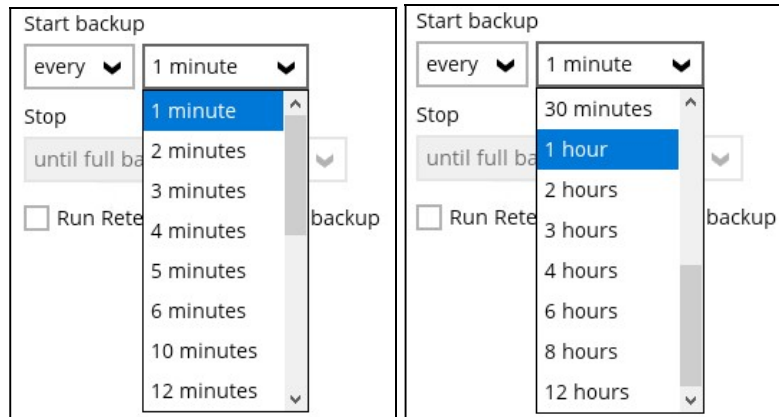 Start backup
every 1 minute
Stop
until full ba
Run Rete backup
1 minute
2 minutes
3 minutes
4 minutes
5 minutes
6 minutes
10 minutes
12 minutes
Start backup
every 1 minute
Stop
until full ba
Run Rete backup
30 minutes
1 hour
2 hours
3 hours
4 hours
6 hours
8 hours
12 hours